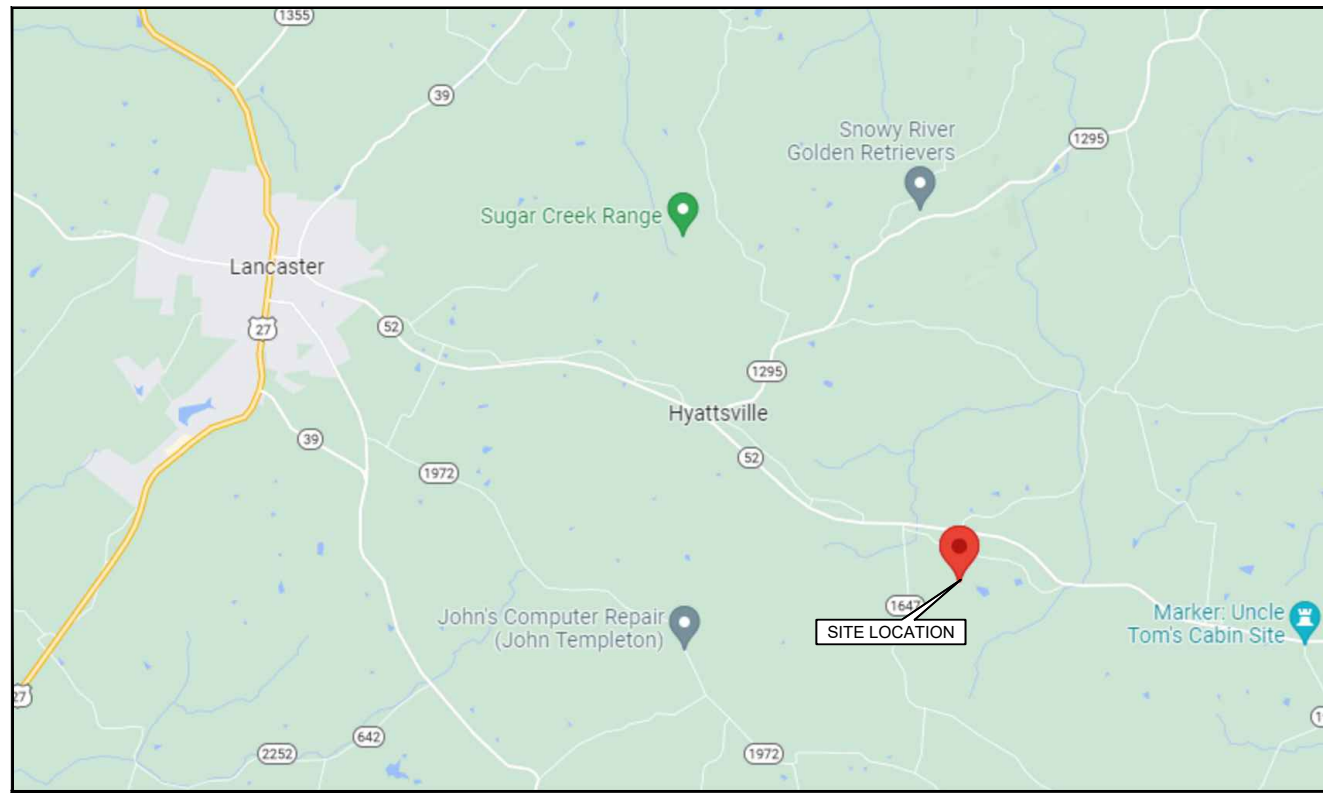 1355
39
Snowy River
Golden Retrievers
1295
Sugar Creek Range
Lancaster
27
52
1295
Hyattsville
39
52
1972
1647
SITE LOCATION
John's Computer Repair
(John Templeton)
Marker: Uncle
Tom's Cabin Site
27
642
2252
1972